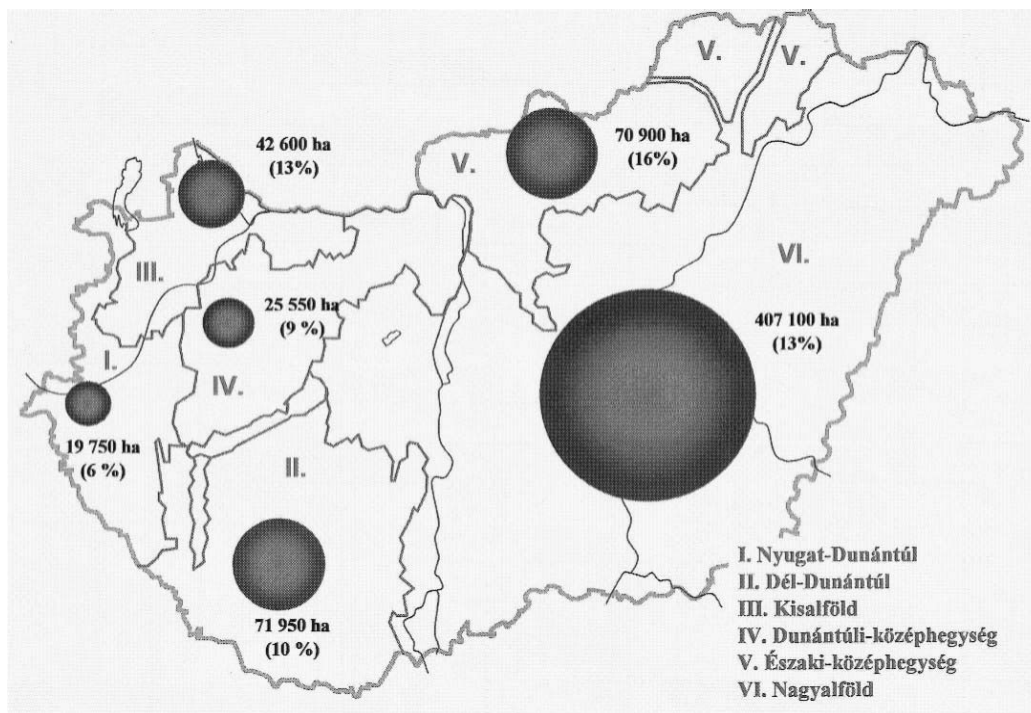 42 600 ha
(13%)
70 900 ha
(16%)
V.
V.
V.
III.
VI.
25 550 ha
(9 %)
407 100 ha
(13%)
I.
IV.
19 750 ha
(6 %)
II.
71 950 ha
(10 %)
I. Nyugat-Dunántúl
II. Dél-Dunántúl
III. Kisalföld
IV. Dunántúli-középhegység
V. Északi-középhegység
VI. Nagyalföld